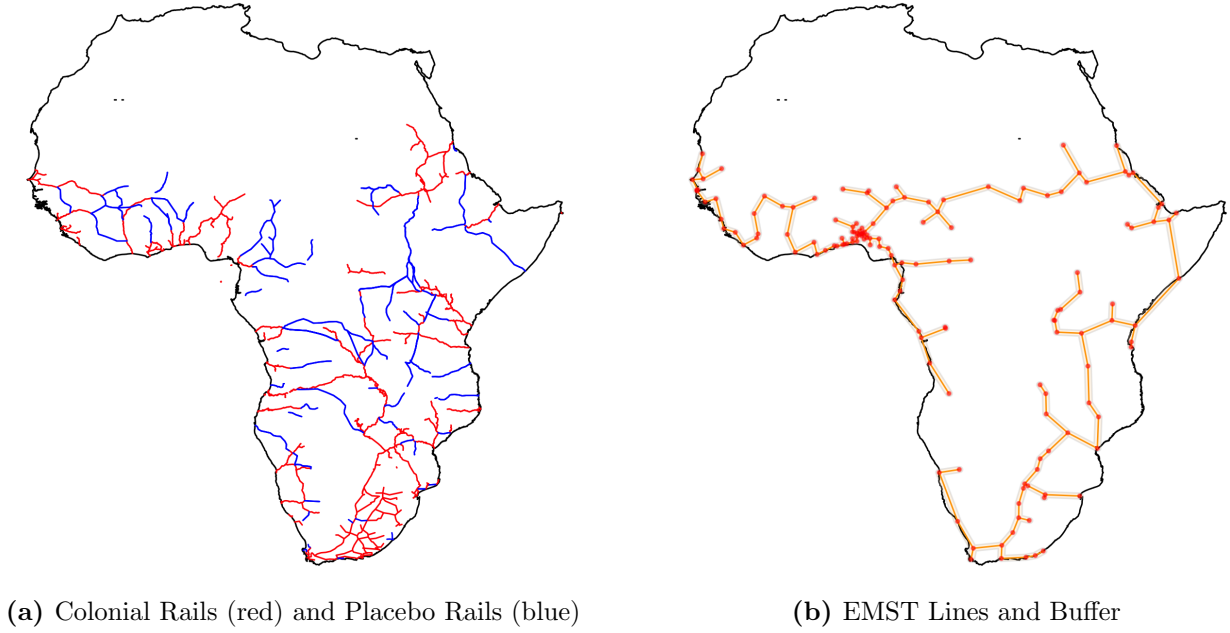 (a) Colonial Rails (red) and Placebo Rails (blue)
(b) EMST Lines and Buffer